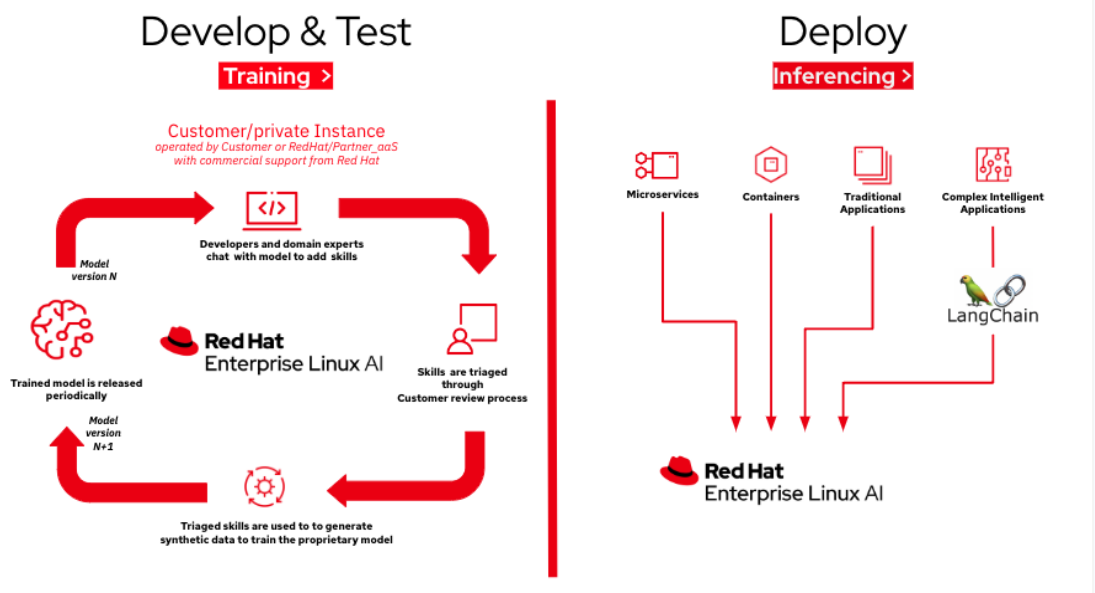 Develop & Test
Training >
Customer/private Instance
operated by Customer or RedHat/Partner_aaS
with commercial support from Red Hat
</>
Developers and domain experts
chat with model to add skills
Model
version N
Red Hat
Enterprise Linux AI
Trained model is released
periodically
Skills are triaged
through
Customer review process
Model
version
N+1
Triaged skills are used to to generate
synthetic data to train the proprietary model
Deploy
Inferencing >
Microservices
Containers
Traditional
Applications
Complex Intelligent
Applications
LangChain
Red Hat
Enterprise Linux AI